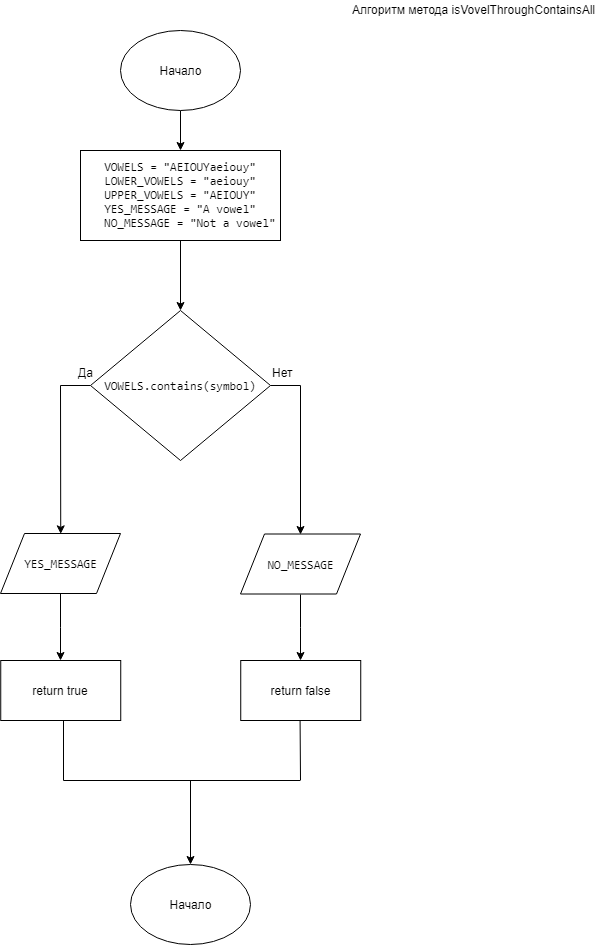 Алгоритм метода isVovelThroughContainsAll
Начало
VOWELS = "AEIOUYaeiouy"
LOWER_VOWELS = "aeiouy"
UPPER_VOWELS = "AEIOUY"
YES_MESSAGE = "A vowel"
NO_MESSAGE = "Not a vowel"
Да
Нет
VOWELS.contains(symbol)
YES_MESSAGE
NO_MESSAGE
return true
return false
Начало